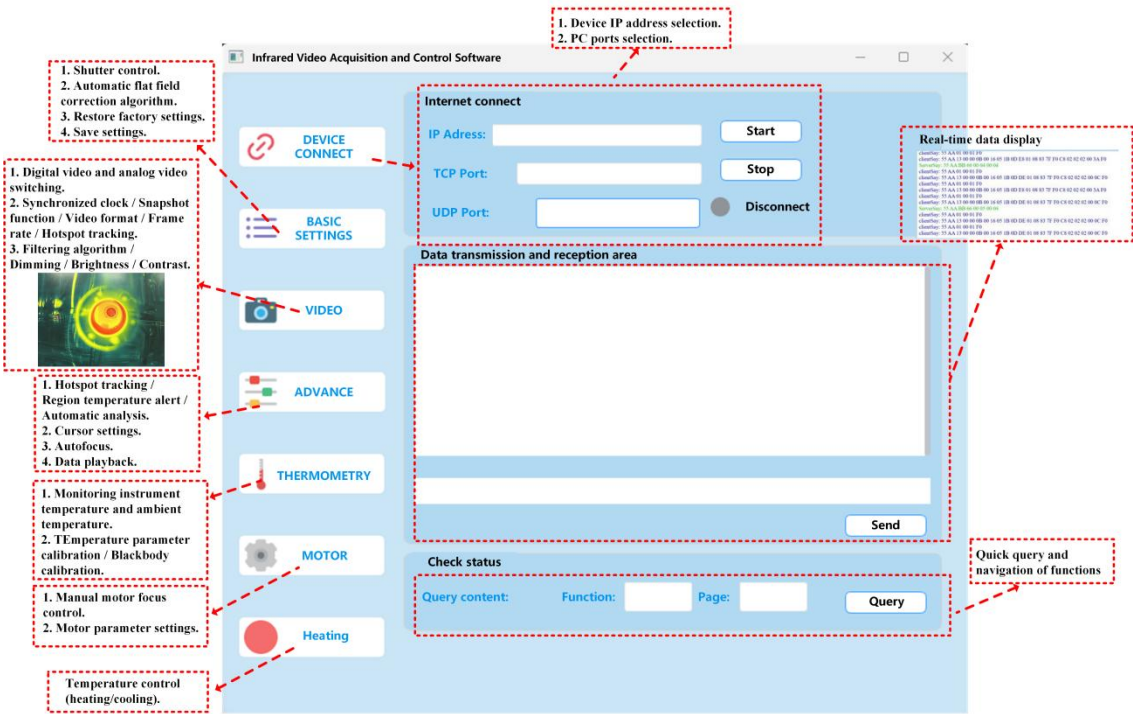 1. Device IP address selection.
2. PC ports selection.
Infrared Video Acquisition and Control Software
1. Shutter control.
2. Automatic flat field
correction algorithm.
3. Restore factory settings.
4. Save settings.
1. Digital video and analog video
switching.
2. Synchronized clock / Snapshot
function / Video format / Frame
rate / Hotspot tracking.
3. Filtering algorithm /
Dimming / Brightness / Contrast.
1. Hotspot tracking /
Region temperature alert /
Automatic analysis.
2. Cursor settings.
3. Autofocus.
4. Data playback.
1. Monitoring instrument
temperature and ambient
temperature.
2. TEmperature parameter
calibration / Blackbody
calibration.
1. Manual motor focus
control.
2. Motor parameter settings.
Temperature control
(heating/cooling).
DEVICE
CONNECT
BASIC
SETTINGS
VIDEO
ADVANCE
THERMOMETRY
MOTOR
Heating
Internet connect
IP Adress:
Start
TCP Port:
Stop
UDP Port:
Disconnect
Data transmission and reception area
Send
Check status
Query content:
Function:
Page:
Query
Real-time data display
Quick query and
navigation of functions